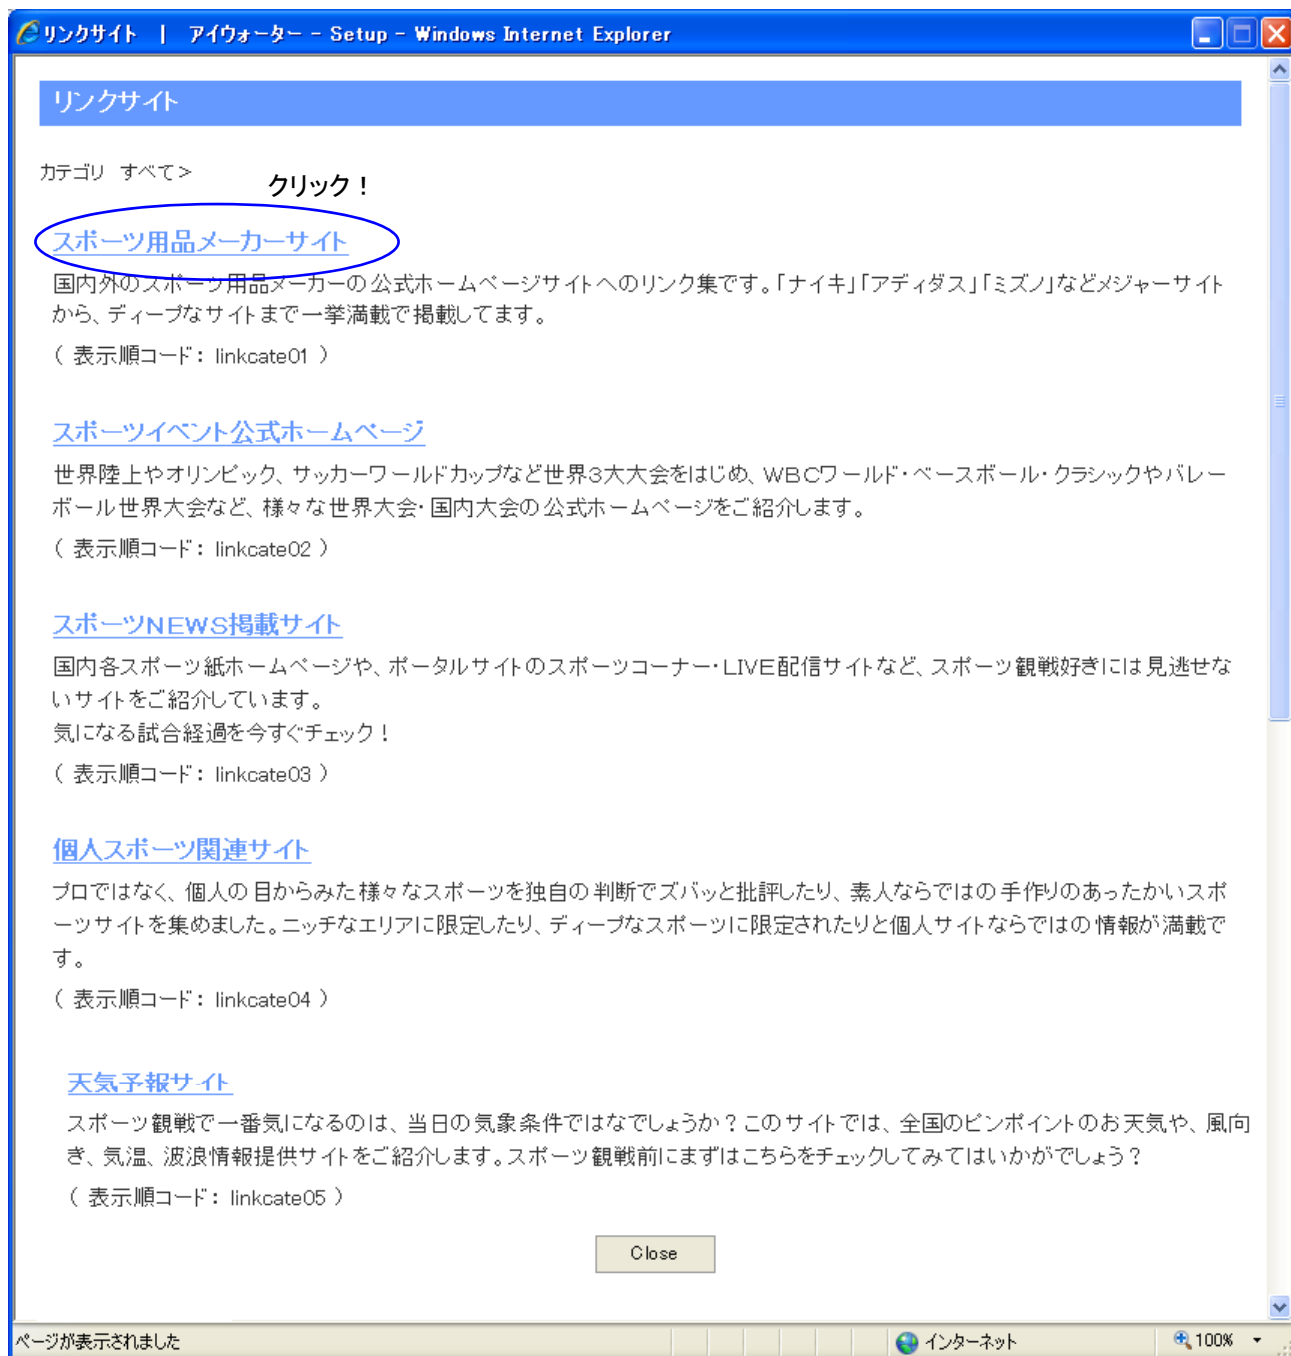 リンクサイト | アイウォーター - Setup - Windows Internet Explorer
リンクサイト
カテゴリ すべて>
クリック！
スポーツ用品メーカーサイト
国内外のスポーツ用品メーカーの公式ホームページサイトへのリンク集です。「ナイキ」「アディダス」「ミズノ」などメジャーサイト
から、ディープなサイトまで一挙満載で掲載してます。
（ 表示順コード： linkcate01 ）
スポーツイベント公式ホームページ
世界陸上やオリンピック、サッカーワールドカップなど世界3大大会をはじめ、WBCワールド・ベースボール・クラシックやバレー
ボール世界大会など、様々な世界大会・国内大会の公式ホームページをご紹介します。
（ 表示順コード： linkcate02 ）
スポーツNEWS掲載サイト
国内各スポーツ紙ホームページや、ポータルサイトのスポーツコーナー・LIVE配信サイトなど、スポーツ観戦好きには見逃せな
いサイトをご紹介しています。
気になる試合経過を今すぐチェック！
（ 表示順コード： linkcate03 ）
個人スポーツ関連サイト
プロではなく、個人の目からみた様々なスポーツを独自の判断でズバッと批評したり、素人ならではの手作りのあったかいスポ
ーツサイトを集めました。ニッチなエリアに限定したり、ディープなスポーツに限定されたりと個人サイトならではの情報が満載で
す。
（ 表示順コード： linkcate04 ）
天気予報サイト
スポーツ観戦で一番気になるのは、当日の気象条件ではなでしょうか？このサイトでは、全国のピンポイントのお天気や、風向
き、気温、波浪情報提供サイトをご紹介します。スポーツ観戦前にまずはこちらをチェックしてみてはいかがでしょう？
（ 表示順コード： linkcate05 ）
Close
ページが表示されました インターネット 100%